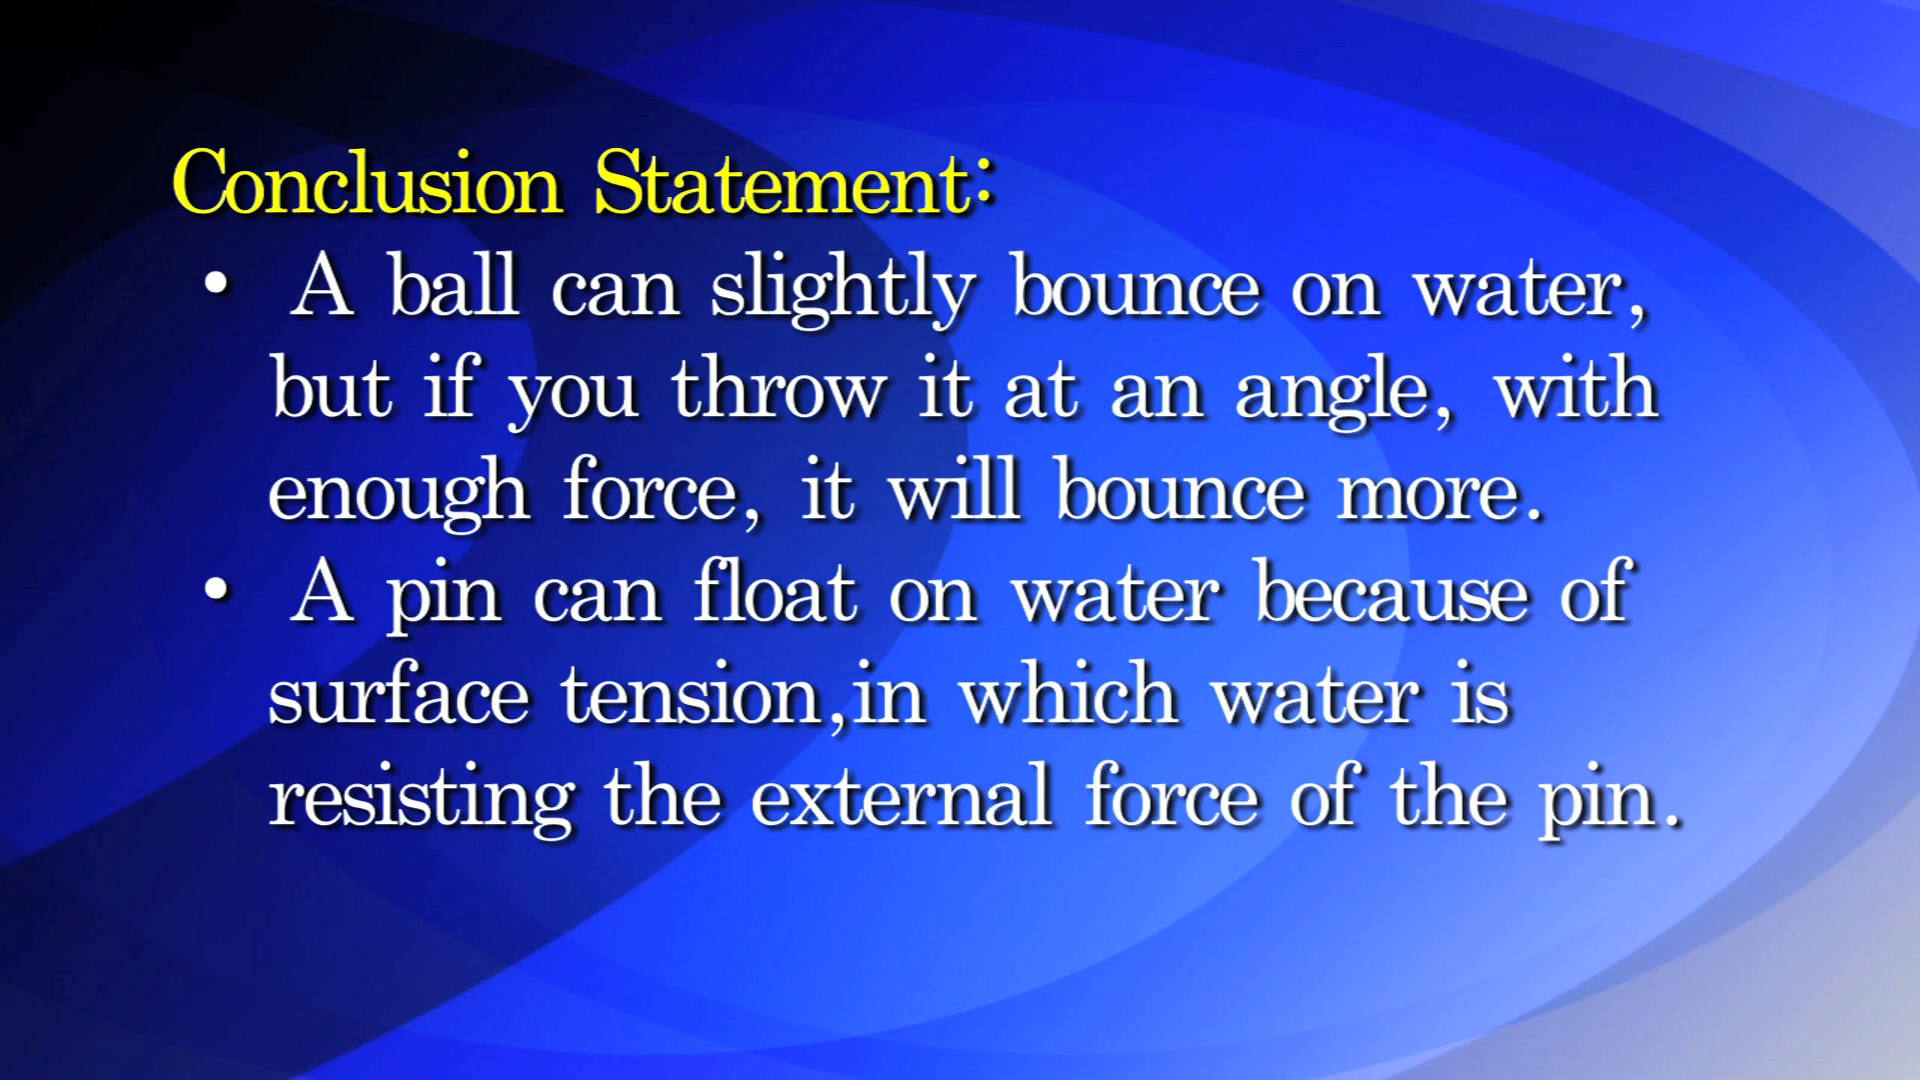 Conclusion Statement:
• A ball can slightly bounce on water,
but if you throw it at an angle, with
enough force, it will bounce more.
• A pin can float on water because of
surface tension,in which water is
resisting the external force of the pin.